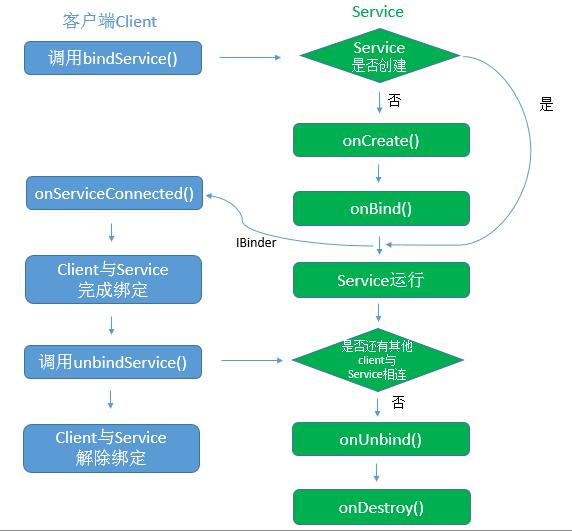 客户端Client
Service
调用bindService()
Service
是否创建
否
是
onCreate()
onServiceConnected()
onBind()
IBinder
Client与Service
完成绑定
Service运行
调用unbindService()
是否还有其他
client与
Service相连
否
Client与Service
解除绑定
onUnbind()
onDestroy()